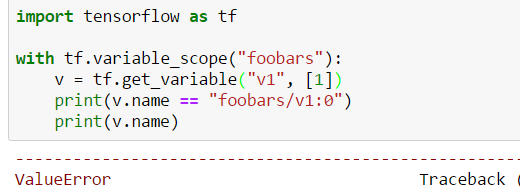 import tensorflow as tf
with tf.variable_scope("foobars"):
    v = tf.get_variable("v1", [1])
    print(v.name == "foobars/v1:0")
    print(v.name)
---------------------------------------------------------------------------
ValueError Traceback (